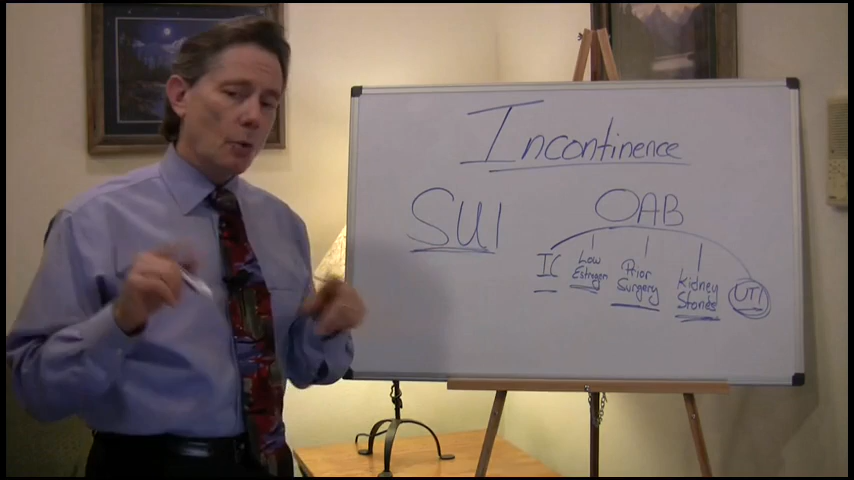 Incontinence
SUI
OAB
IC
Low
Estrogen
Prior
Surgery
Kidney
Stones
UTI